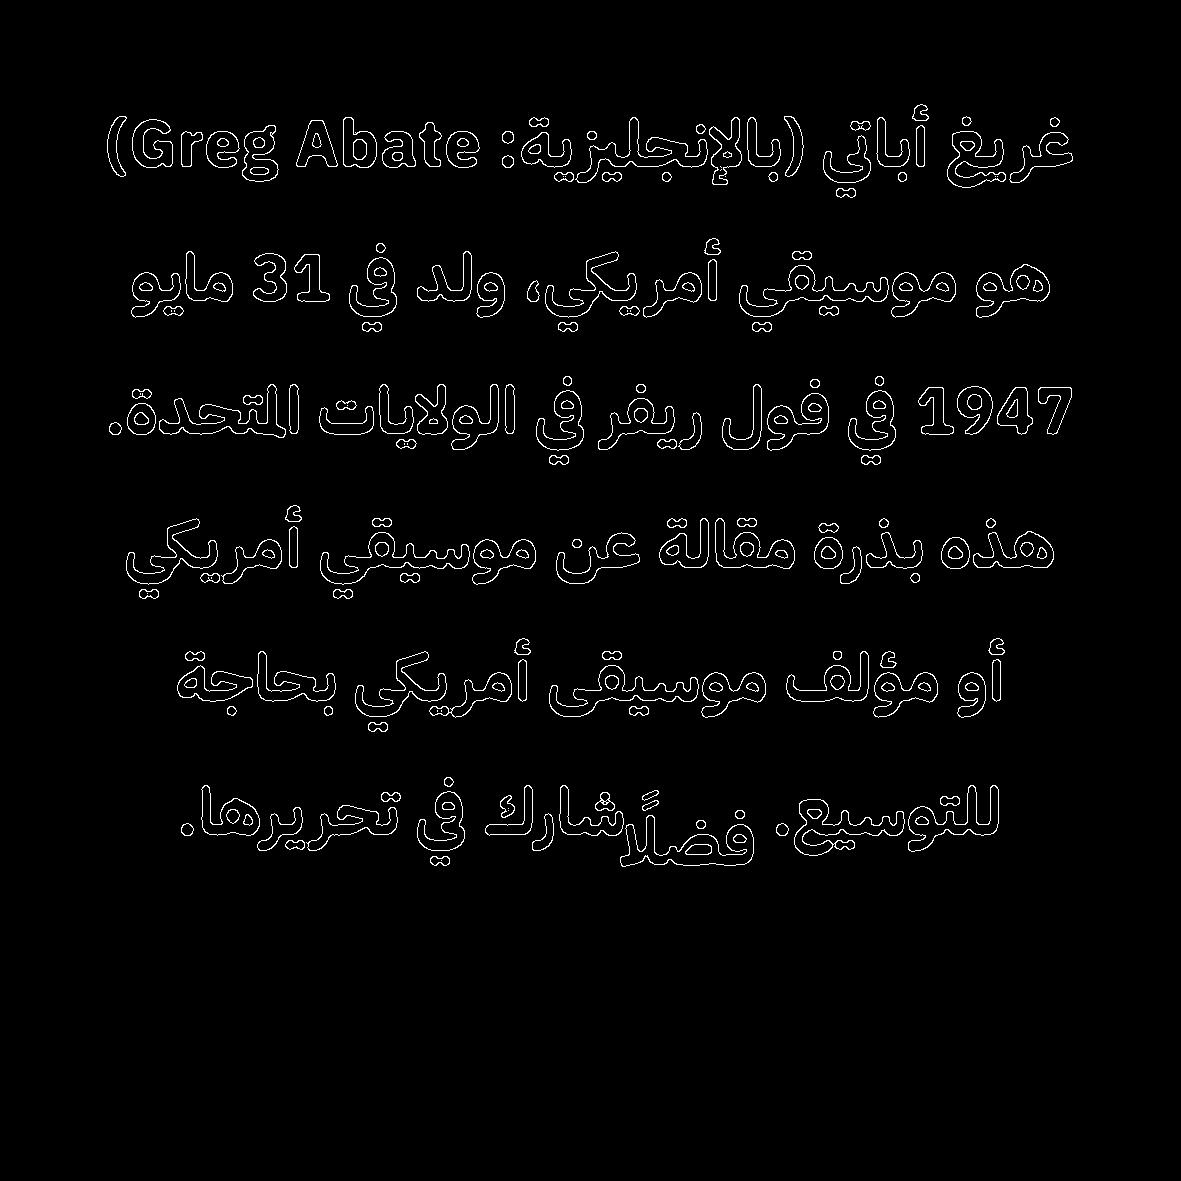 غريغ أباتي (بالإنجليزية: Greg Abate)
هو موسيقي أمريكي، ولد في 31 مايو
1947 في فول ريفر في الولايات المتحدة.
هذه بذرة مقالة عن موسيقي أمريكي
أو مؤلف موسيقى أمريكي بحاجة
للتوسيع. فضلًا شارك في تحريرها.